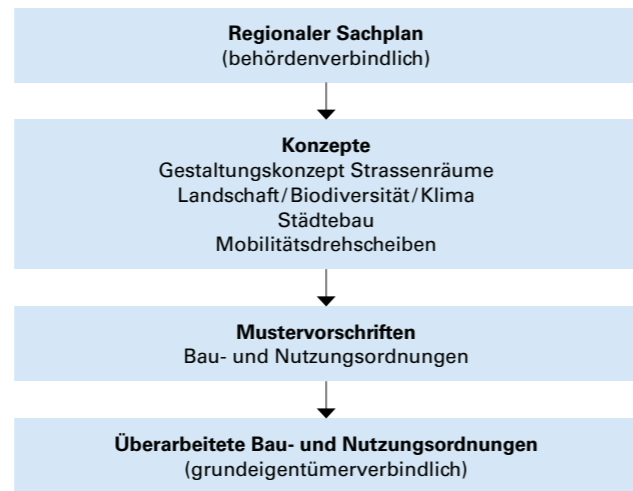 Regionaler Sachplan
(behördenverbindlich)
Konzepte
Gestaltungskonzept Strassenräume
Landschaft/Biodiversität/Klima
Städtebau
Mobilitätsdrehscheiben
Mustervorschriften
Bau- und Nutzungsordnungen
Überarbeitete Bau- und Nutzungsordnungen
(grundeigentümerverbindlich)